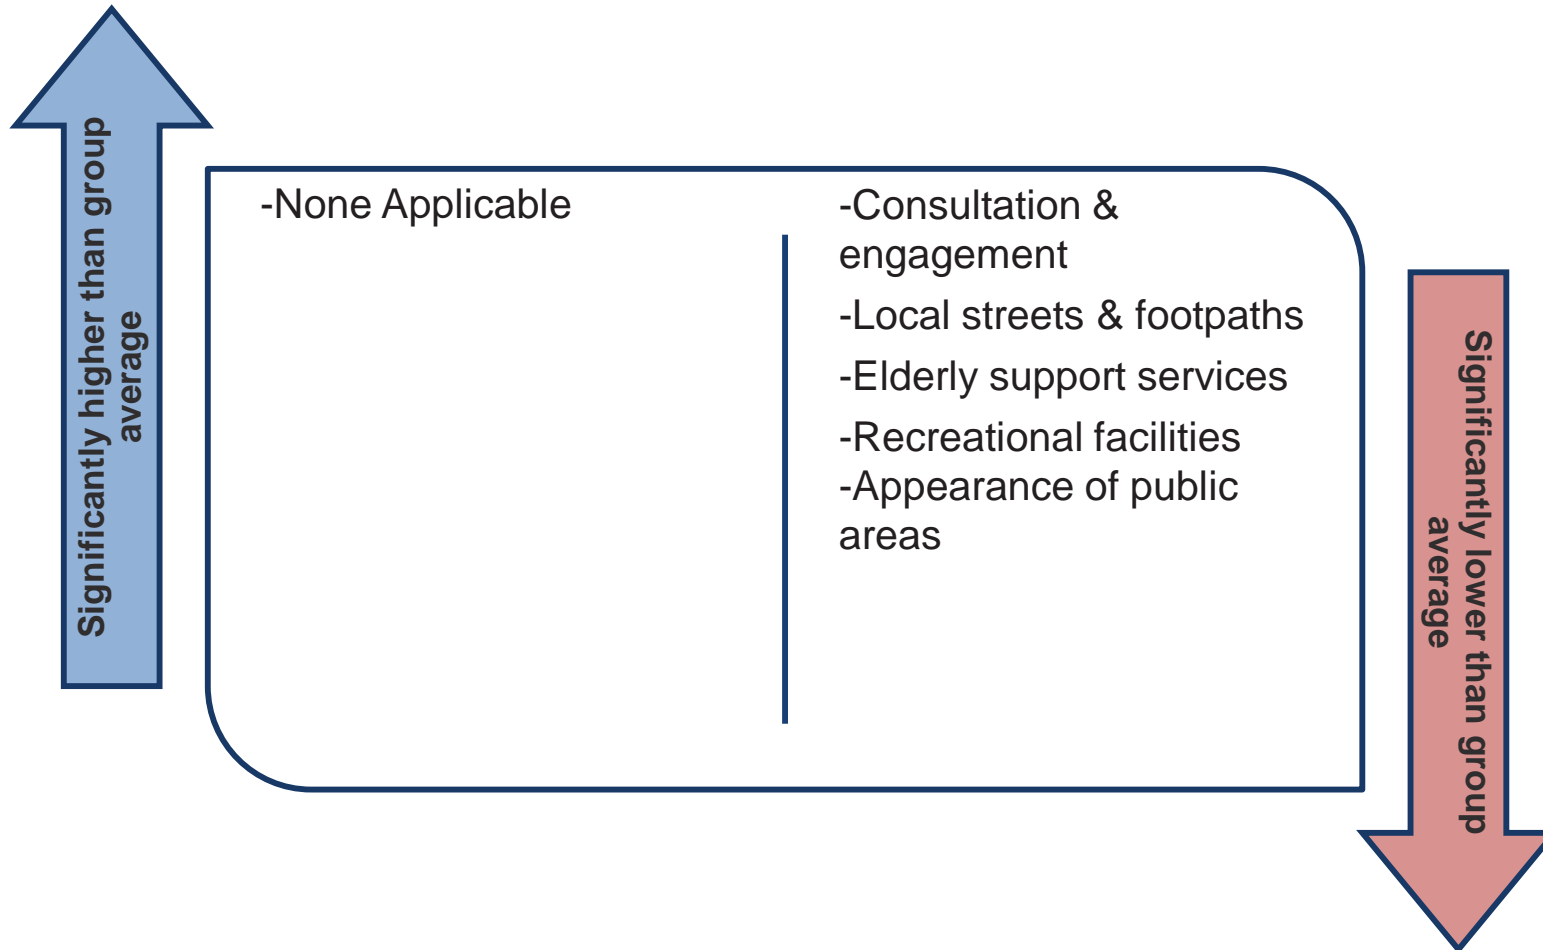 Significantly higher than group
average
-None Applicable
-Consultation &
engagement
-Local streets & footpaths
-Elderly support services
-Recreational facilities
-Appearance of public
areas
Significantly lower than group
average